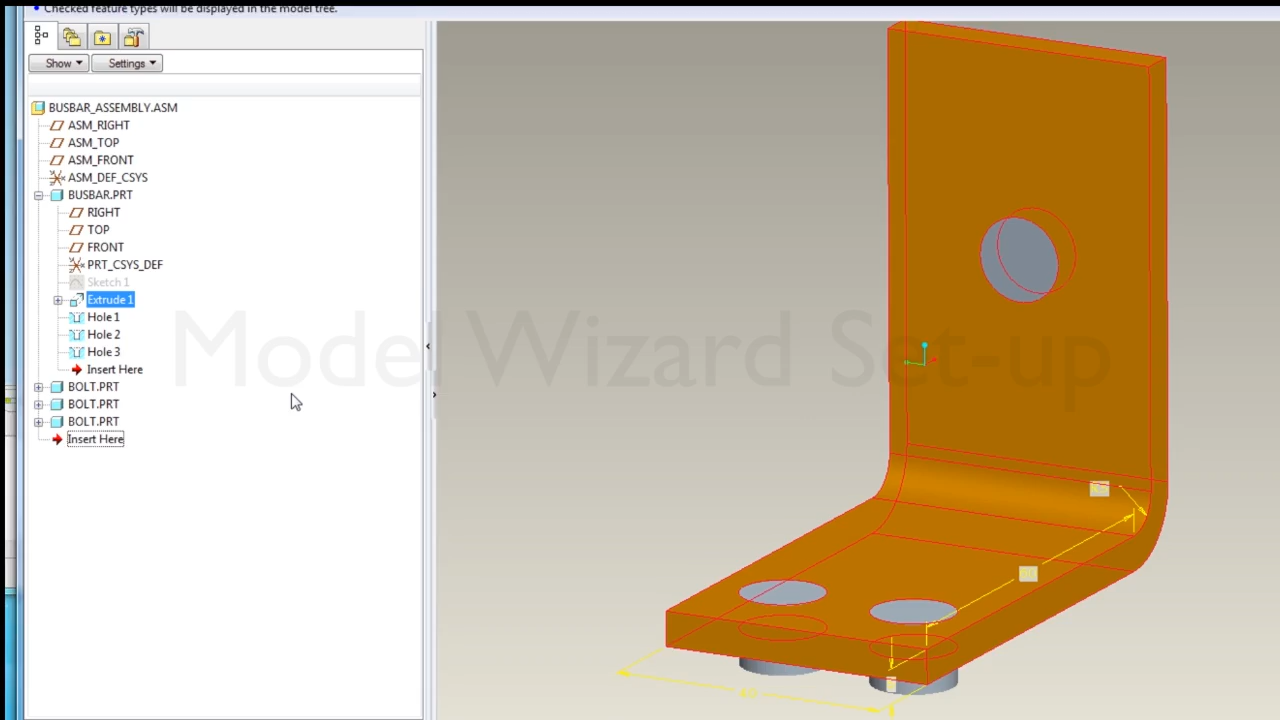 Checked feature types will be displayed in the model tree.
Show
Settings
BUSBAR_ASSEMBLY.ASM
ASM_RIGHT
ASM_TOP
ASM_FRONT
ASM_DEF_CSYS
BUSBAR.PRT
RIGHT
TOP
FRONT
PRT_CSYS_DEF
Sketch 1
Extrude 1
Hole 1
Hole 2
Hole 3
Insert Here
BOLT.PRT
BOLT.PRT
BOLT.PRT
Insert Here
Model Wizard Set-up